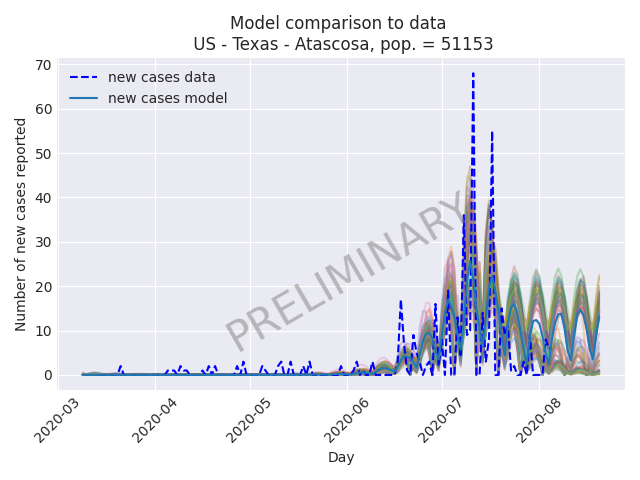 Model comparison to data
US - Texas - Atascosa, pop. = 51153
new cases data
new cases model
PRELIMINARY
Number of new cases reported
70
60
50
40
30
20
10
0
2020-03
2020-04
2020-05
2020-06
2020-07
2020-08
Day